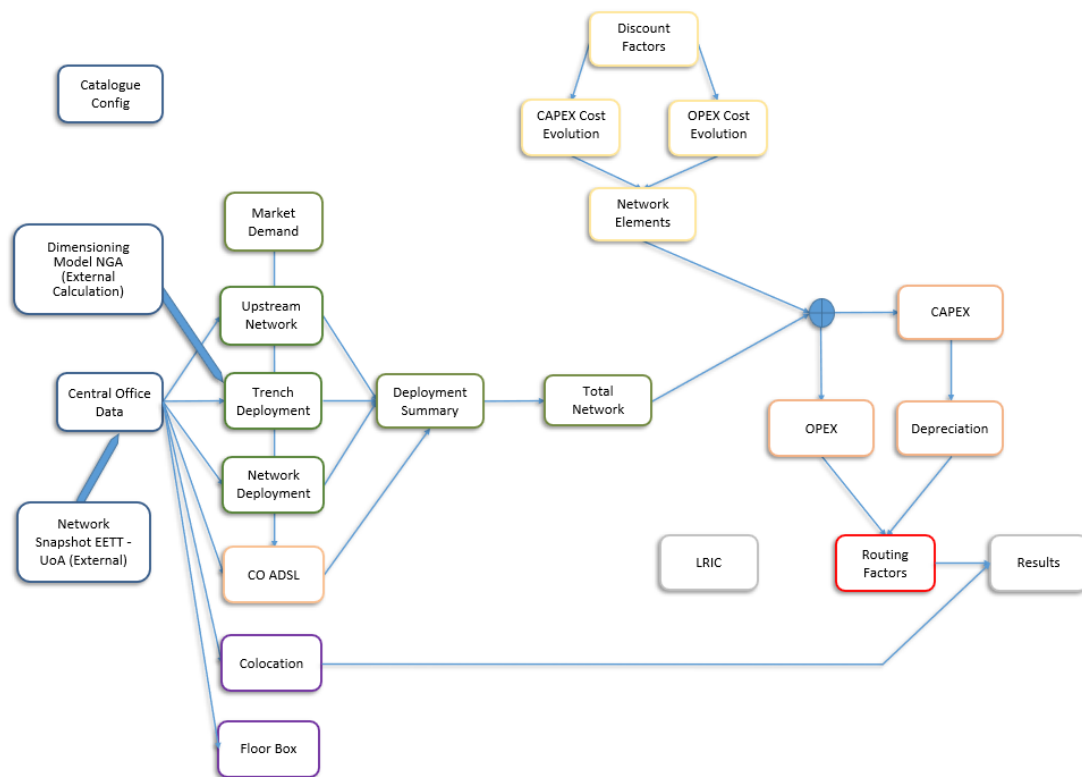 Discount
Factors
Catalogue
Config
CAPEX Cost
Evolution
OPEX Cost
Evolution
Market
Demand
Network
Elements
Dimensioning
Model NGA
(External
Calculation)
Upstream
Network
CAPEX
Central Office
Data
Trench
Deployment
Deployment
Summary
Total
Network
OPEX
Depreciation
Network
Deployment
Network
Snapshot EETT -
UoA (External)
CO ADSL
LRIC
Routing
Factors
Results
Colocation
Floor Box